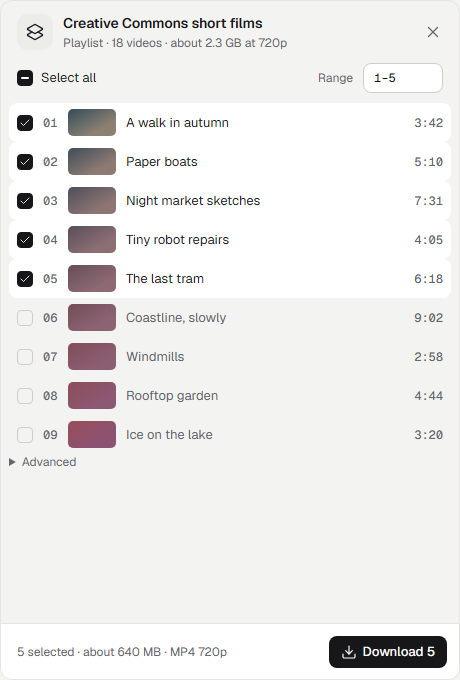 Creative Commons short films
Playlist · 18 videos · about 2.3 GB at 720p
Select all Range 1-5
01 A walk in autumn 3:42
02 Paper boats 5:10
03 Night market sketches 7:31
04 Tiny robot repairs 4:05
05 The last tram 6:18
06 Coastline, slowly 9:02
07 Windmills 2:58
08 Rooftop garden 4:44
09 Ice on the lake 3:20
Advanced
5 selected · about 640 MB · MP4 720p Download 5